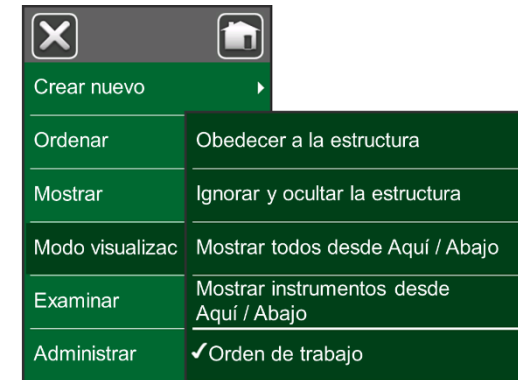 Crear nuevo
Ordenar
Mostrar
Modo visualizac
Examinar
Administrar
Obedecer a la estructura
Ignorar y ocultar la estructura
Mostrar todos desde Aquí / Abajo
Mostrar instrumentos desde
Aquí / Abajo
✓Orden de trabajo